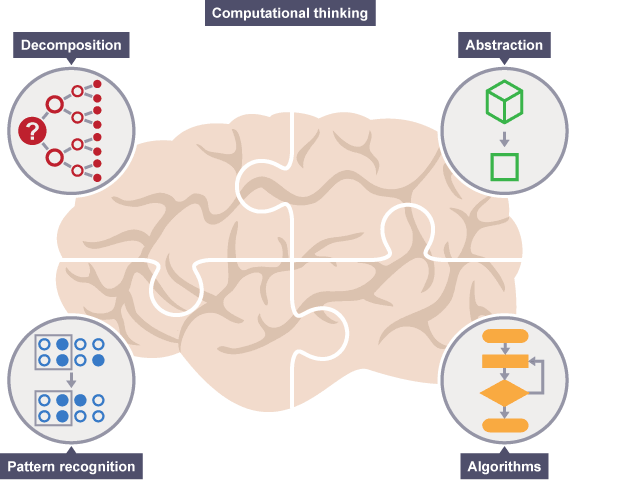 Computational thinking
Decomposition
Abstraction
?
Pattern recognition
Algorithms